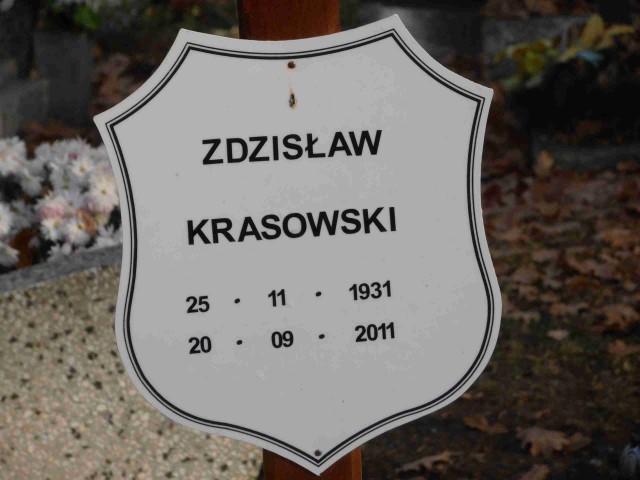 ZDZISŁAW
KRASOWSKI
25 · 11 · 1931
20 · 09 · 2011